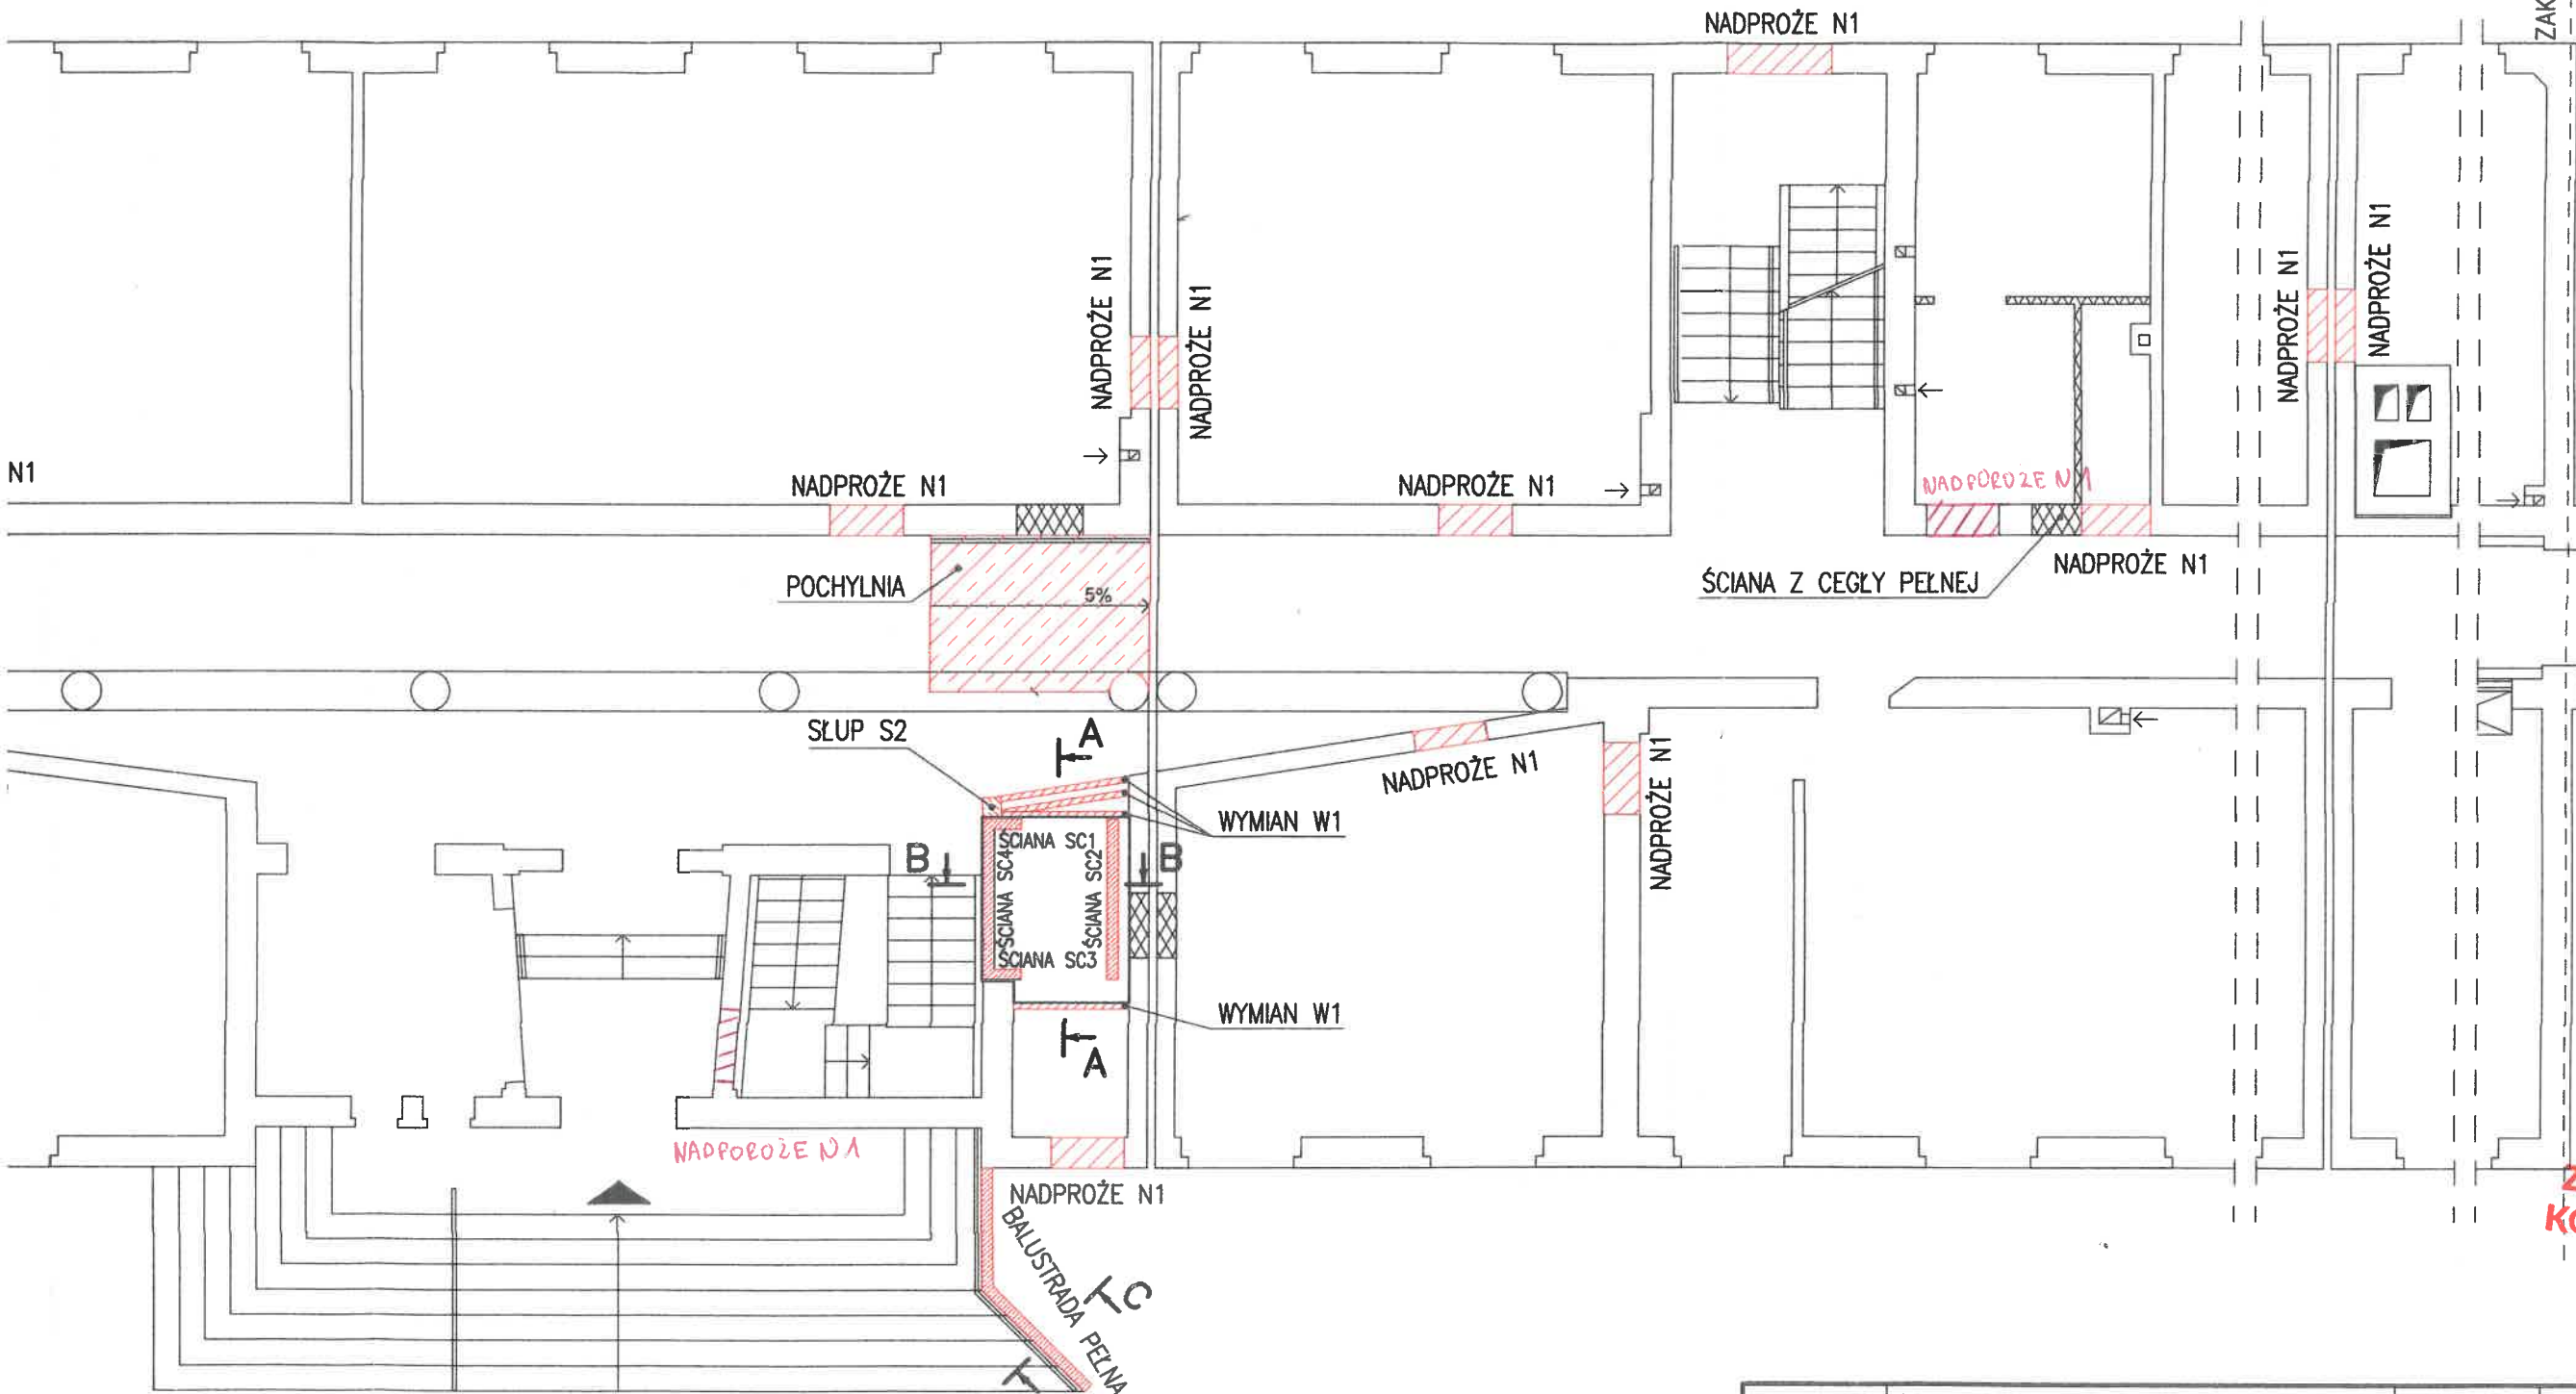 NADPROŻE N1
ZAK
NADPROŻE N1
NADPROŻE N1
NADPROŻE N1
NADPROŻE N1
N1
NADPROŻE N1
NADPROŻE N1
NADPOROŻE N1
POCHYLNIA
5%
ŚCIANA Z CEGŁY PEŁNEJ
NADPROŻE N1
SŁUP S2
A
NADPROŻE N1
NADPROŻE N1
WYMIAN W1
B
B
ŚCIANA SC1
ŚCIANA SC4
ŚCIANA SC2
ŚCIANA SC3
WYMIAN W1
A
NADPOROŻE N1
NADPROŻE N1
BALUSTRADA PEŁNA
C